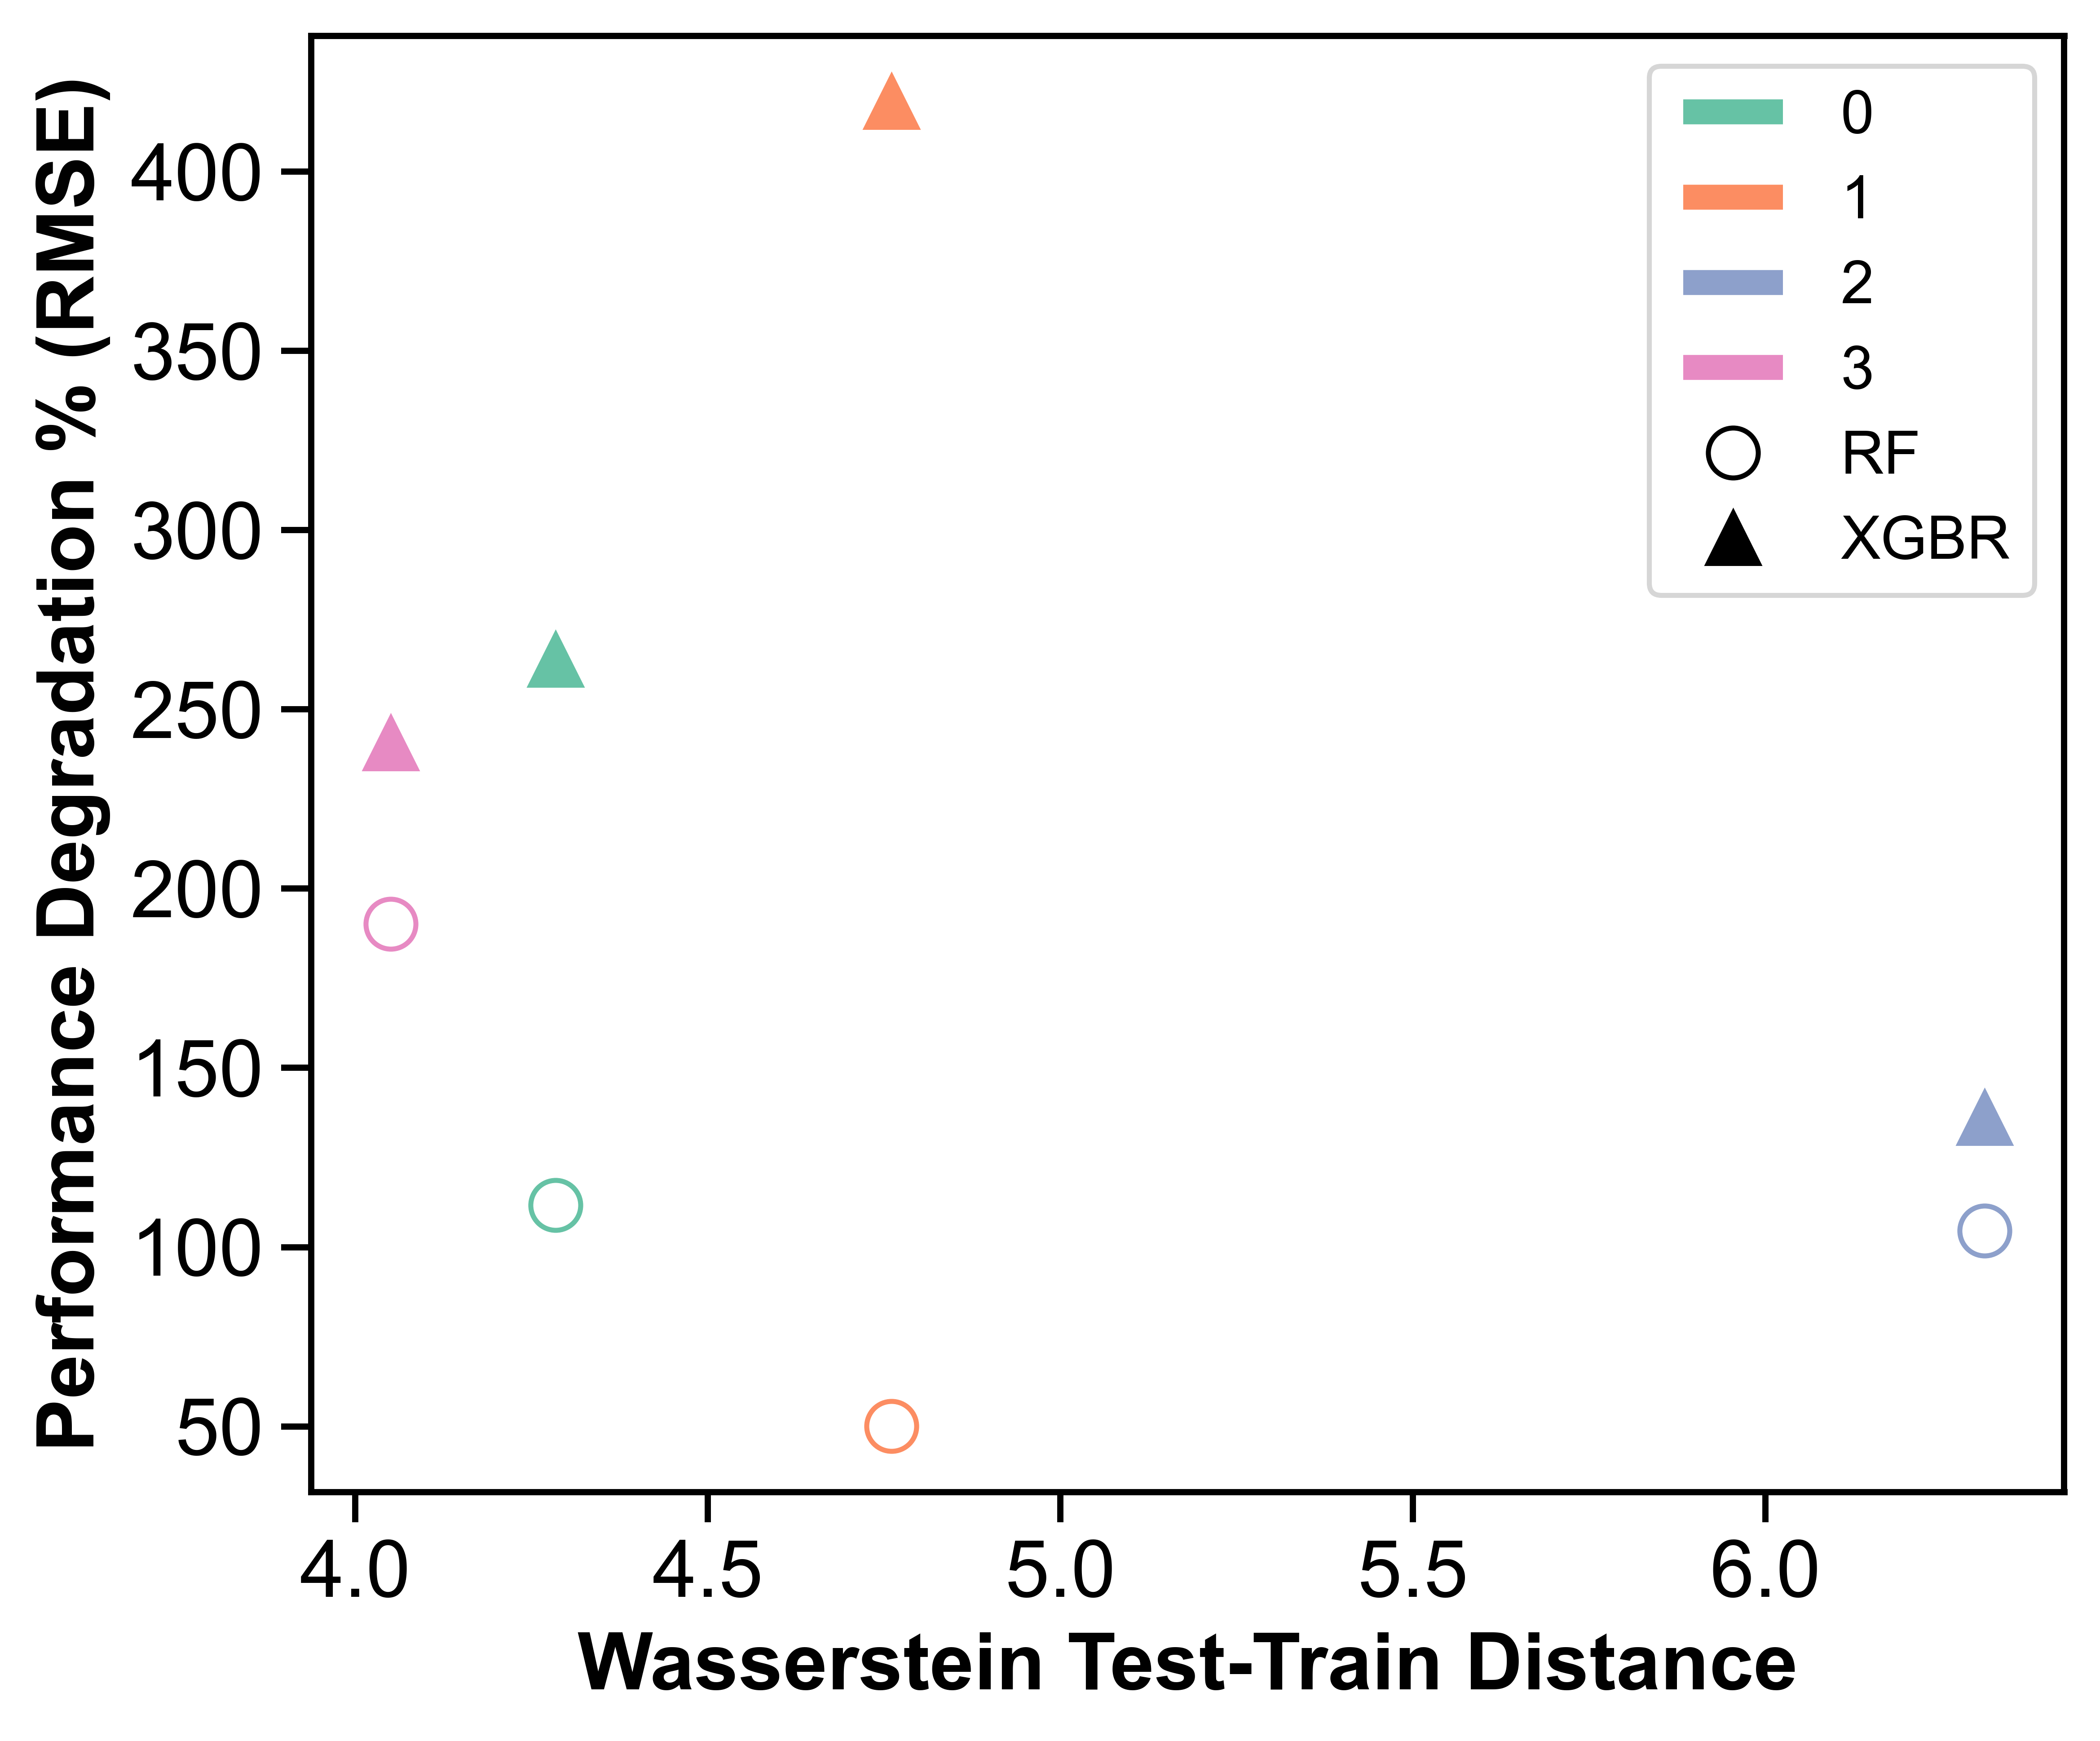 Performance Degradation % (RMSE)
400
350
300
250
200
150
100
50
0
1
2
3
RF
XGBR
4.0 4.5 5.0 5.5 6.0
Wasserstein Test-Train Distance